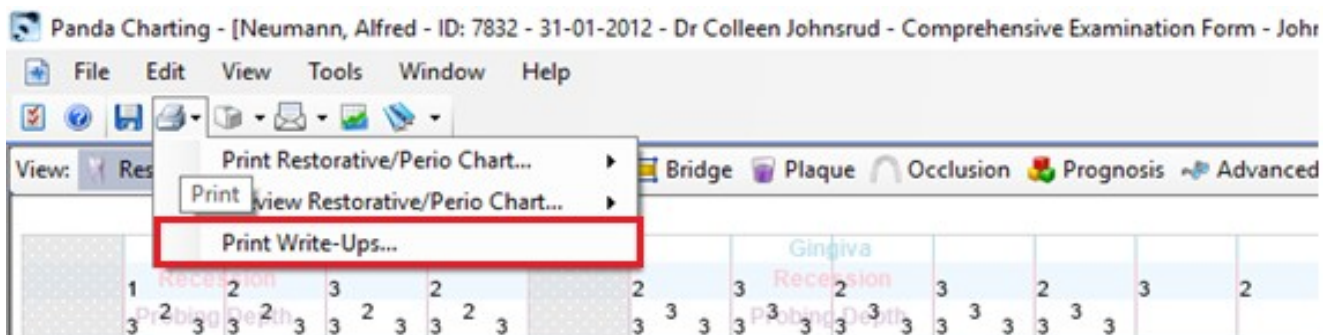 Panda Charting - [Neumann, Alfred - ID: 7832 - 31-01-2012 - Dr Colleen Johnsrud - Comprehensive Examination Form - John
File Edit View Tools Window Help
Print Restorative/Perio Chart...
View: Res Bridge Plaque Occlusion Prognosis Advanced
Print view Restorative/Perio Chart...
Print Write-Ups...
Gingiva
Recession Recession
1 2 3 2 2 3 2 3 2 3 2
Probing Depth Probing Depth
3 2 3 3 2 3 3 2 3 3 2 3 3 3 3 3 3 3 3 3 3 3 3 3 3 3 3